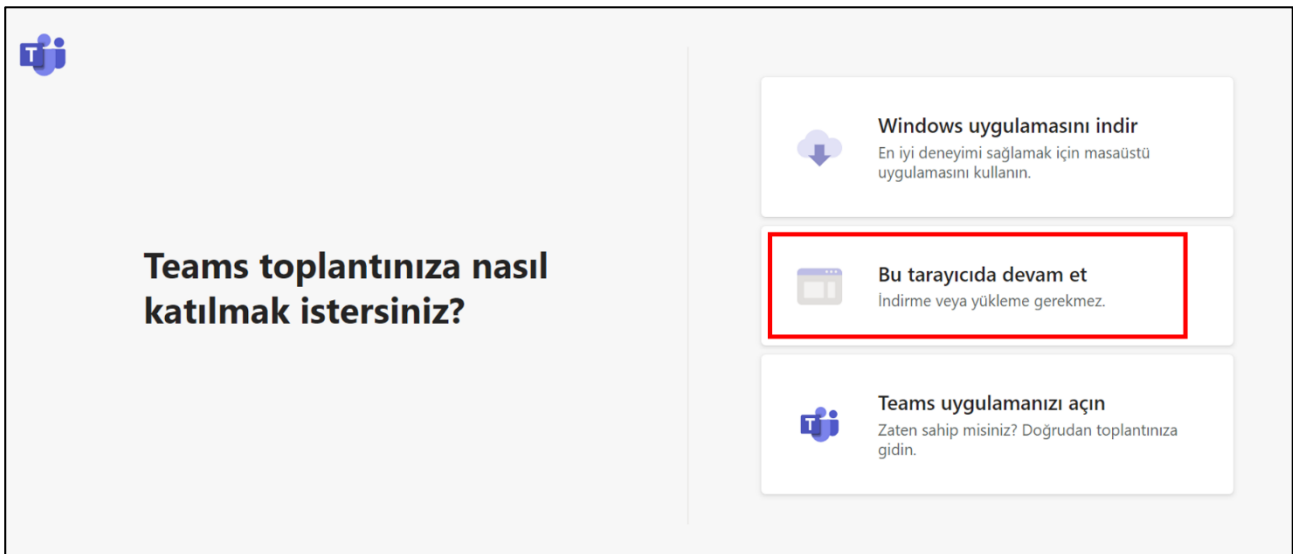 Teams toplantınıza nasıl
katılmak istersiniz?
Windows uygulamasını indir
En iyi deneyimi sağlamak için masaüstü
uygulamasını kullanın.
Bu tarayıcıda devam et
İndirme veya yükleme gerekmez.
Teams uygulamanızı açın
Zaten sahip misiniz? Doğrudan toplantınıza
gidin.